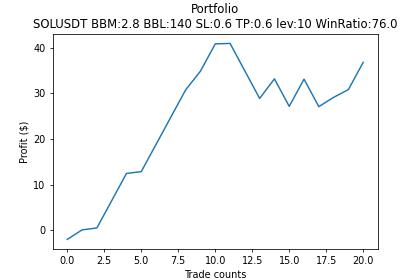 Portfolio
SOLUSDT BBM:2.8 BBL:140 SL:0.6 TP:0.6 lev:10 WinRatio:76.0
40
30
20
10
0
Profit ($)
0.0 2.5 5.0 7.5 10.0 12.5 15.0 17.5 20.0
Trade counts